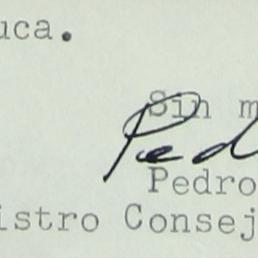 uca.
Sin m
Ped
Pedro
istro Consej